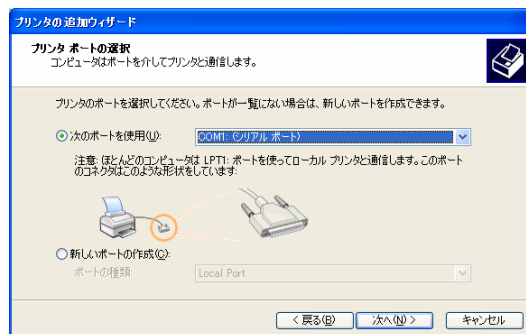 プリンタの追加ウィザード
プリンタ ポートの選択
コンピュータはポートを介してプリンタと通信します。
プリンタのポートを選択してください。ポートが一覧にない場合は、新しいポートを作成できます。
次のポートを使用(U): COM1: (シリアル ポート)
注意: ほとんどのコンピュータは LPT1: ポートを使ってローカル プリンタと通信します。このポート
のコネクタはこのような形状をしています:
新しいポートの作成(C):
ポートの種類: Local Port
< 戻る(B) 次へ(N) > キャンセル